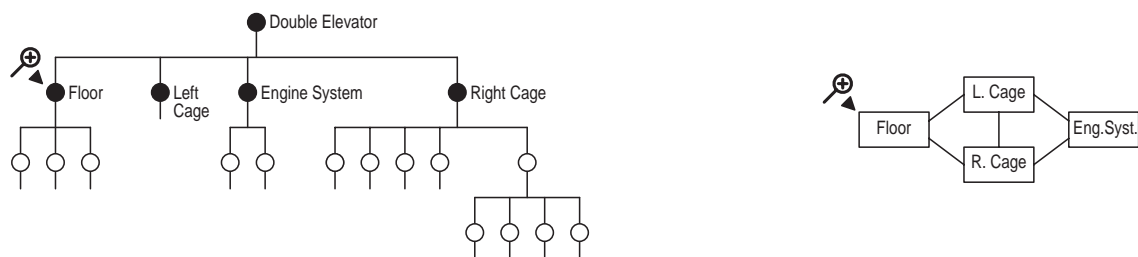 Double Elevator
Floor
Left
Cage
Engine System
Right Cage
L. Cage
Floor
Eng.Syst.
R. Cage